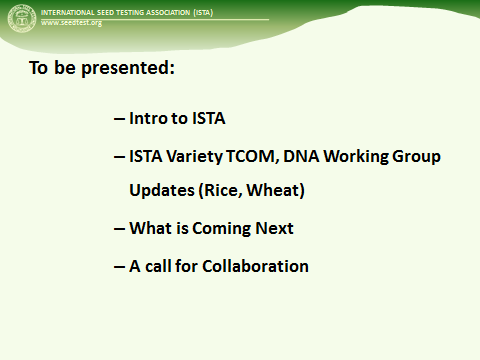 INTERNATIONAL SEED TESTING ASSOCIATION (ISTA)
www.seedtest.org
To be presented:
– Intro to ISTA
– ISTA Variety TCOM, DNA Working Group
Updates (Rice, Wheat)
– What is Coming Next
– A call for Collaboration